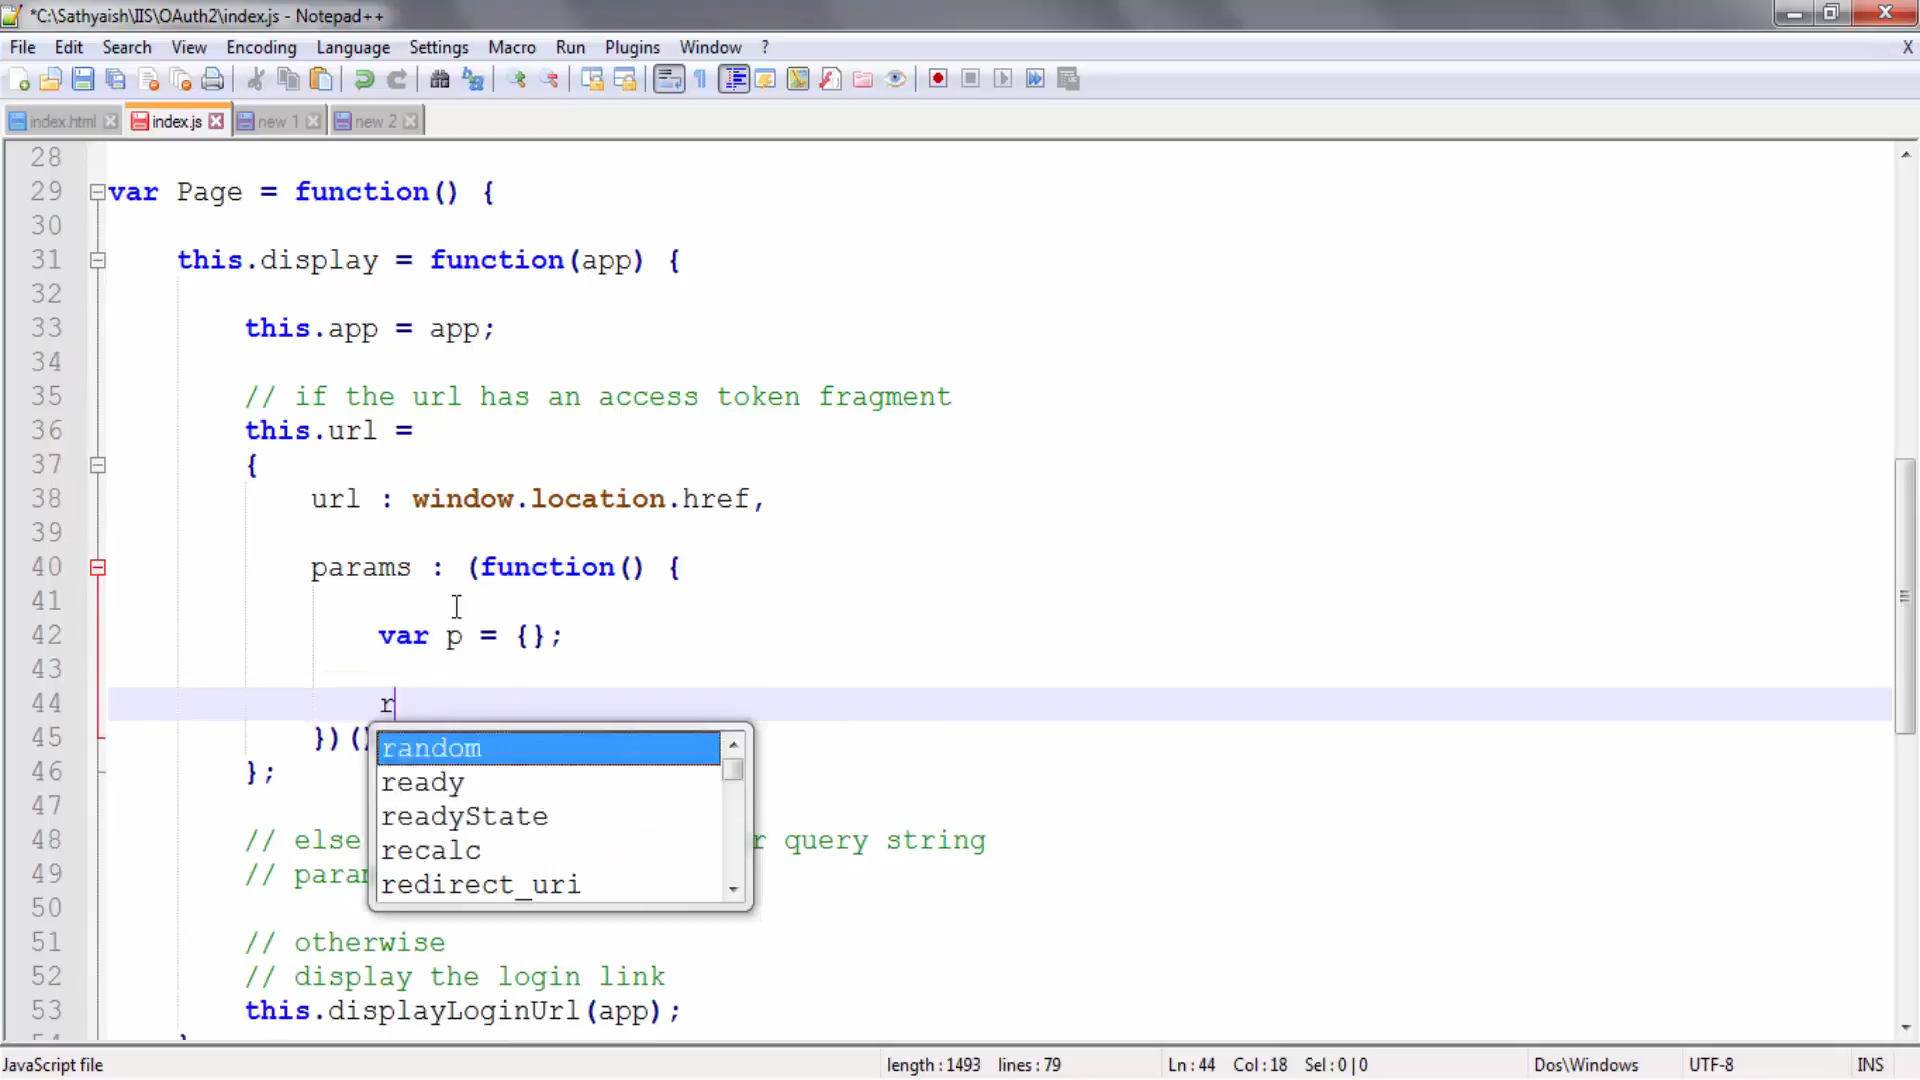 *C:\Sathyaish\IIS\OAuth2\index.js - Notepad++
File Edit Search View Encoding Language Settings Macro Run Plugins Window ? X
index.html index.js new 1 new 2
28
29 var Page = function() {
30
31 this.display = function(app) {
32
33 this.app = app;
34
35 // if the url has an access token fragment
36 this.url =
37 {
38 url : window.location.href,
39
40 params : (function() {
41
42 var p = {};
43
44 r
45 })()
random
46 };
ready
47
readyState
48 // else r query string
recalc
49 // param
redirect_uri
50
51 // otherwise
52 // display the login link
53 this.displayLoginUrl(app);
JavaScript file length : 1493 lines : 79 Ln : 44 Col : 18 Sel : 0 | 0 Dos\Windows UTF-8 INS